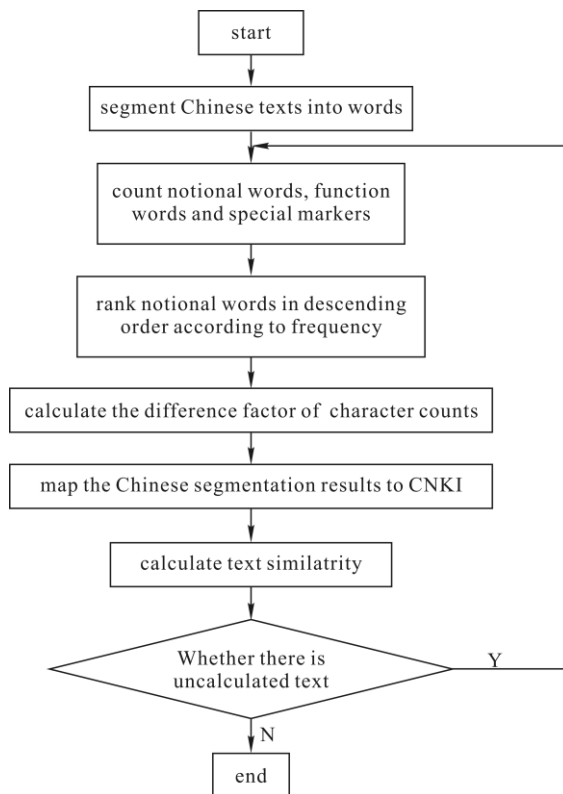 start
segment Chinese texts into words
count notional words, function
words and special markers
rank notional words in descending
order according to frequency
calculate the difference factor of character counts
map the Chinese segmentation results to CNKI
calculate text similatrity
Whether there is
uncalculated text
Y
N
end